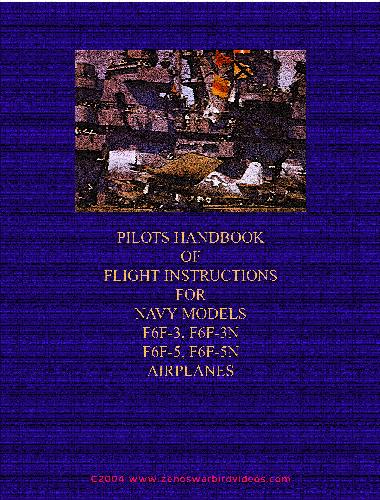 PILOTS HANDBOOK
OF
FLIGHT INSTRUCTIONS
FOR
NAVY MODELS
F6F-3, F6F-3N
F6F-5, F6F-5N
AIRPLANES
©2004 www.zenoswarbirdvideos.com